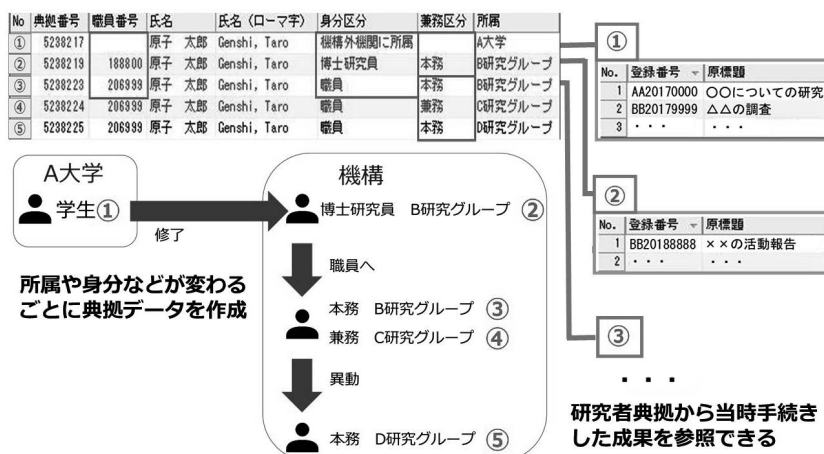 No 典拠番号 職員番号 氏名 氏名（ローマ字） 身分区分 兼務区分 所属
① 5238217 原子 太郎 Genshi, Taro 機構外機関に所属 A大学
② 5238219 188800 原子 太郎 Genshi, Taro 博士研究員 本務 B研究グループ
③ 5238223 206999 原子 太郎 Genshi, Taro 職員 本務 B研究グループ
④ 5238224 206999 原子 太郎 Genshi, Taro 職員 兼務 C研究グループ
⑤ 5238225 206999 原子 太郎 Genshi, Taro 職員 本務 D研究グループ
①
No. 登録番号 原標題
1 AA20170000 〇〇についての研究
2 BB20179999 △△の調査
3 ・・・ ・・・
②
No. 登録番号 原標題
1 BB20188888 ××の活動報告
2 ・・・ ・・・
③
・・・
研究者典拠から当時手続き
した成果を参照できる
A大学
学生①
修了
所属や身分などが変わる
ごとに典拠データを作成
機構
博士研究員 B研究グループ ②
職員へ
本務 B研究グループ ③
兼務 C研究グループ ④
異動
本務 D研究グループ ⑤